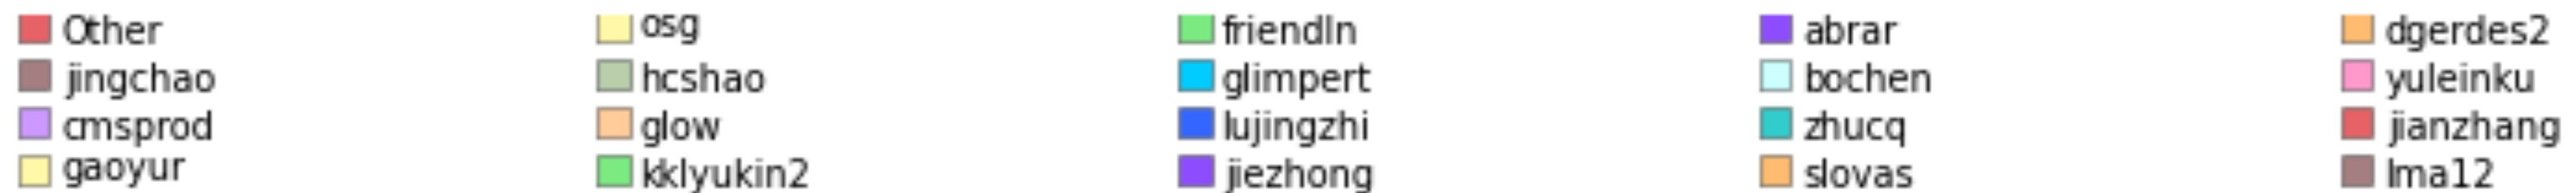 Other osg friendln abrar dgerdes2
jingchao hcshao glimpert bochen yuleinku
cmsprod glow lujingzhi zhucq jianzhang
gaoyur kklyukin2 jiezhong slovas lma12